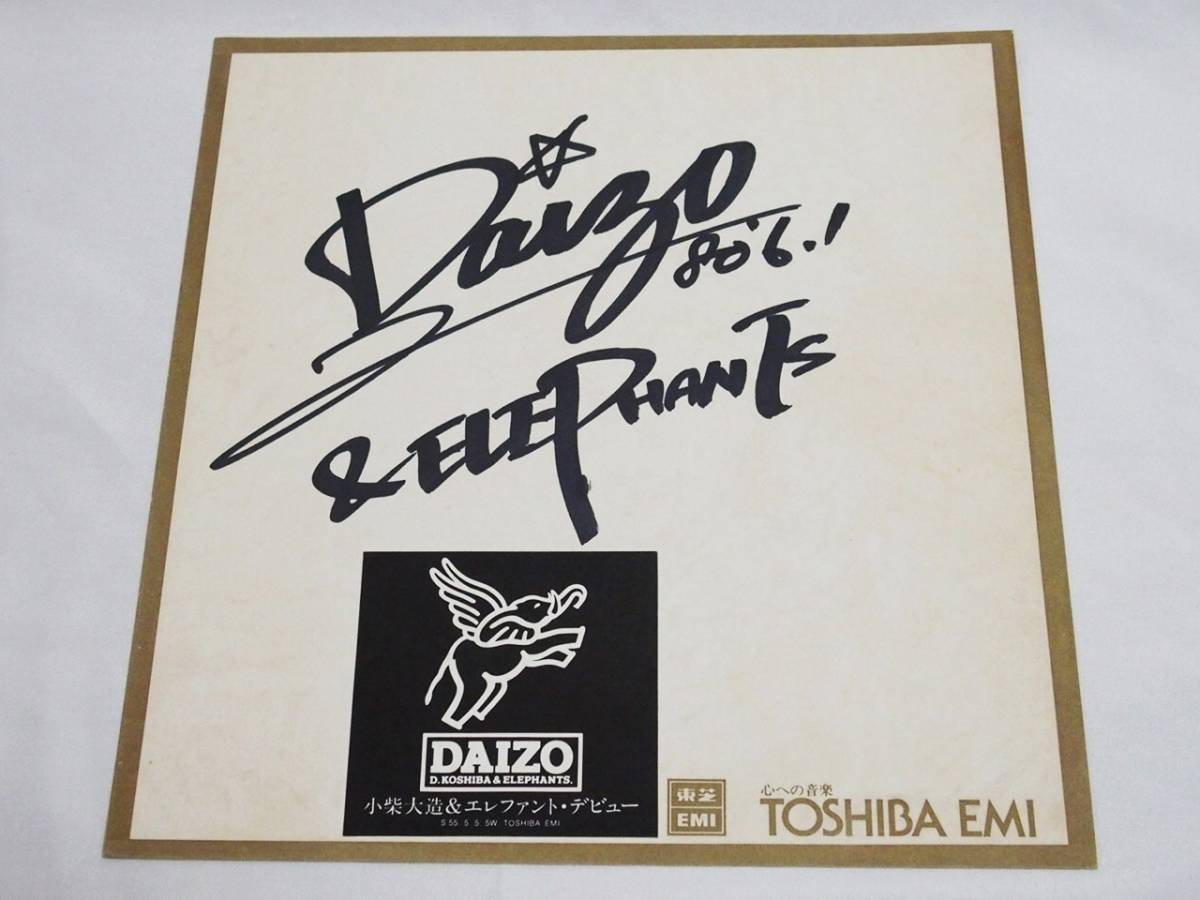 Daizo
80.6.1
& ELEPHANTS
DAIZO
D. KOSHIBA & ELEPHANTS.
小柴大造&エレファント・デビュー
S 55. 5. 5. 5W TOSHIBA EMI
東芝
EMI
心への音楽
TOSHIBA EMI